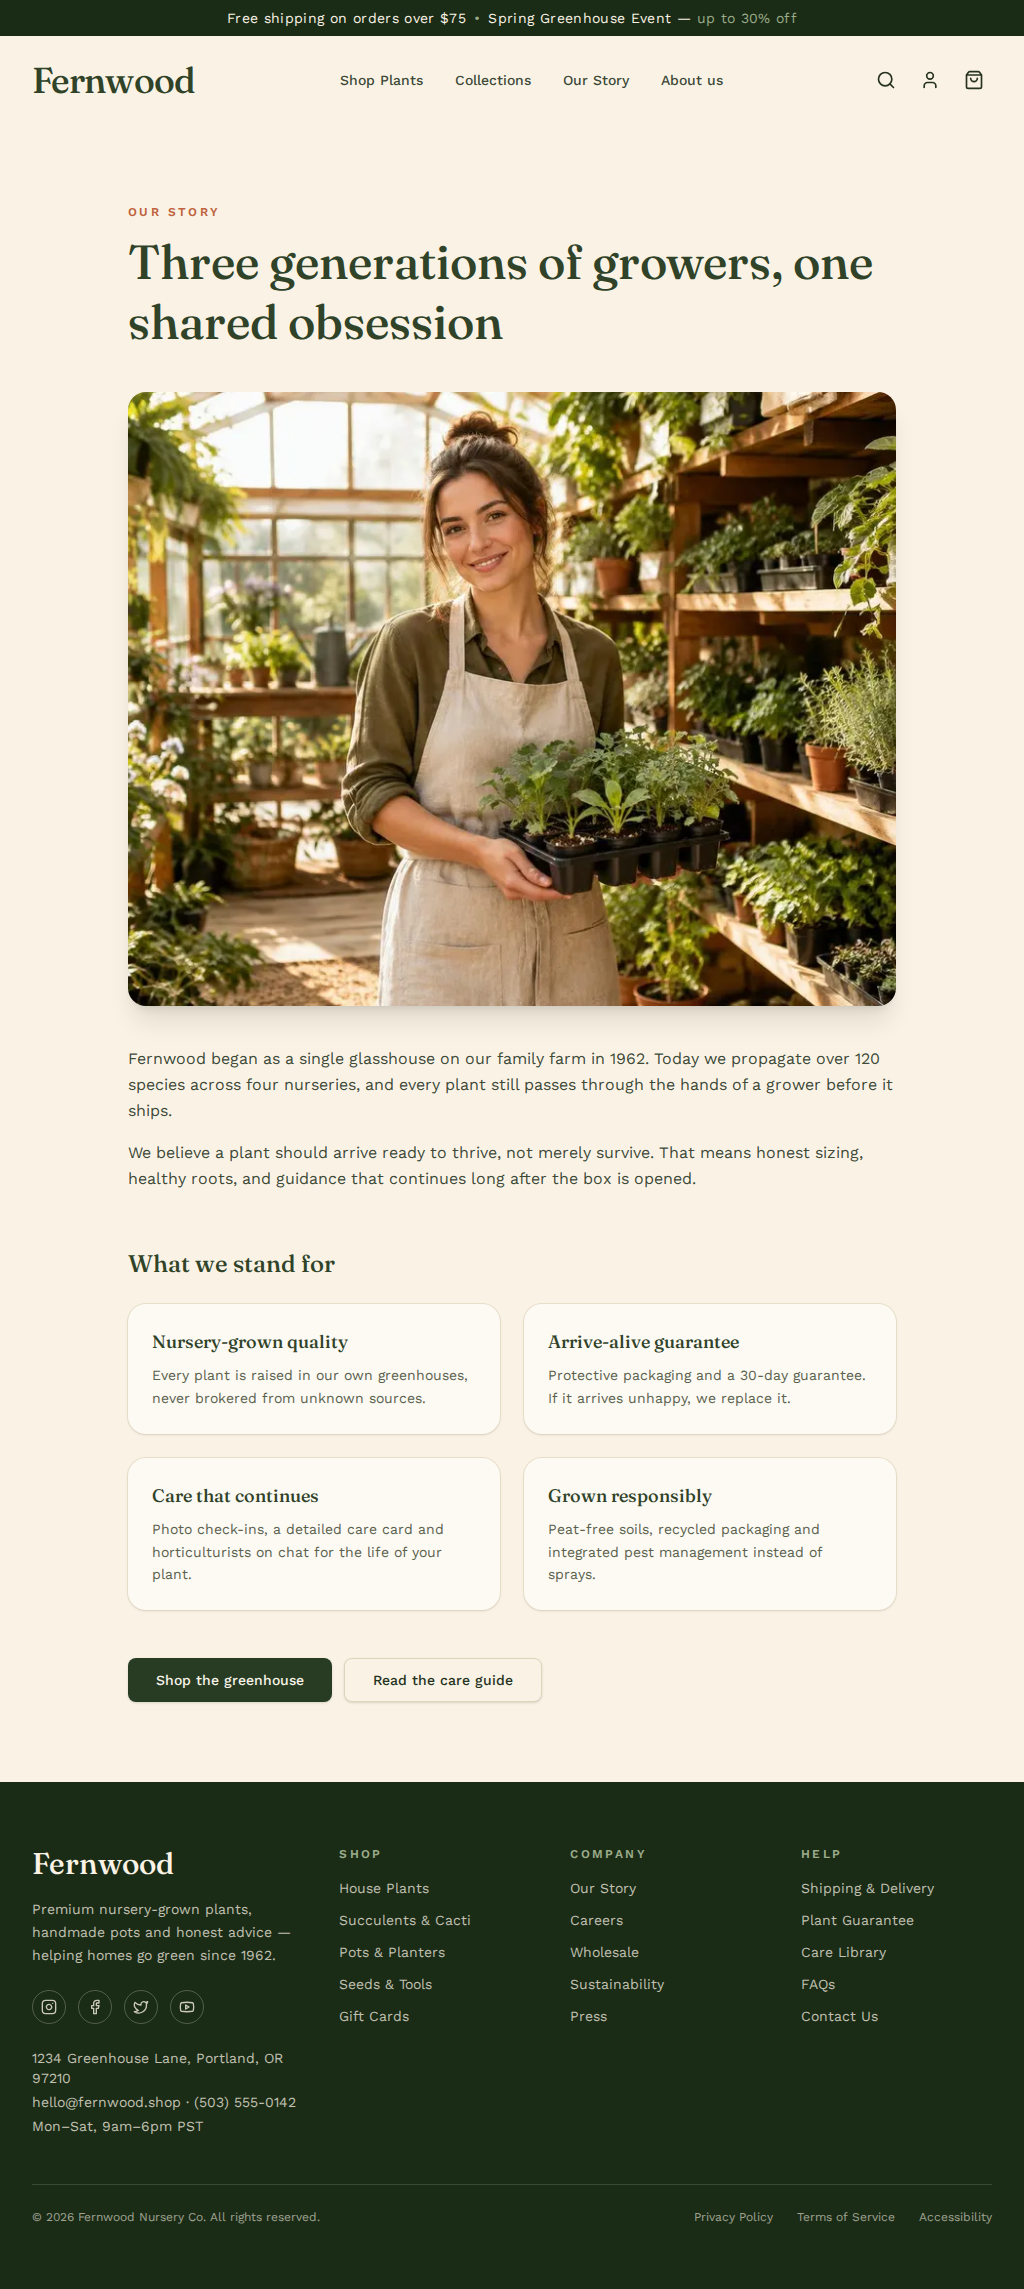 Free shipping on orders over $75 • Spring Greenhouse Event — up to 30% off
Fernwood
Shop Plants
Collections
Our Story
About us
OUR STORY
Three generations of growers, one
shared obsession
Fernwood began as a single glasshouse on our family farm in 1962. Today we propagate over 120
species across four nurseries, and every plant still passes through the hands of a grower before it
ships.
We believe a plant should arrive ready to thrive, not merely survive. That means honest sizing,
healthy roots, and guidance that continues long after the box is opened.
What we stand for
Nursery-grown quality
Every plant is raised in our own greenhouses,
never brokered from unknown sources.
Arrive-alive guarantee
Protective packaging and a 30-day guarantee.
If it arrives unhappy, we replace it.
Care that continues
Photo check-ins, a detailed care card and
horticulturists on chat for the life of your
plant.
Grown responsibly
Peat-free soils, recycled packaging and
integrated pest management instead of
sprays.
Shop the greenhouse
Read the care guide
Fernwood
Premium nursery-grown plants,
handmade pots and honest advice —
helping homes go green since 1962.
1234 Greenhouse Lane, Portland, OR
97210
hello@fernwood.shop · (503) 555-0142
Mon–Sat, 9am–6pm PST
SHOP
House Plants
Succulents & Cacti
Pots & Planters
Seeds & Tools
Gift Cards
COMPANY
Our Story
Careers
Wholesale
Sustainability
Press
HELP
Shipping & Delivery
Plant Guarantee
Care Library
FAQs
Contact Us
© 2026 Fernwood Nursery Co. All rights reserved.
Privacy Policy
Terms of Service
Accessibility